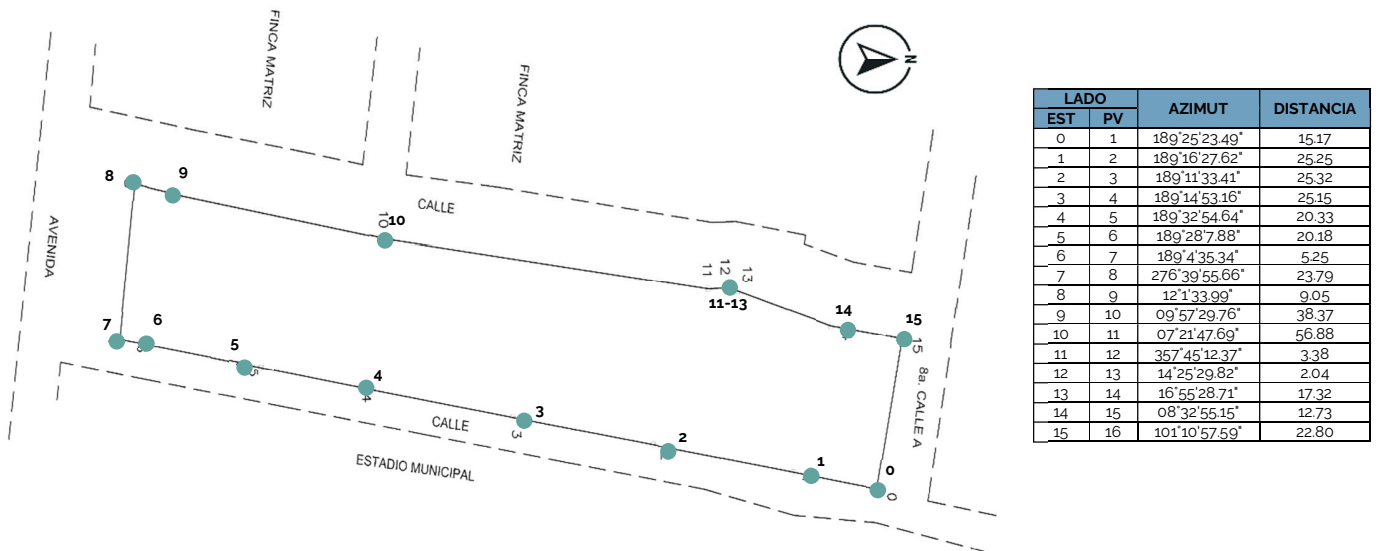 FINCA MATRIZ
FINCA MATRIZ
N
8
9
CALLE
10
10
AVENIDA
11
12
13
11-13
14
15
15
8a. CALLE A
7
6
5
5
4
4
3
3
CALLE
2
1
0
0
ESTADIO MUNICIPAL
LADO AZIMUT DISTANCIA
EST PV
0 1 189°25'23.49" 15.17
1 2 189°16'27.62" 25.25
2 3 189°11'33.41" 25.32
3 4 189°14'53.16" 25.15
4 5 189°32'54.64" 20.33
5 6 189°28'7.88" 20.18
6 7 189°4'35.34" 5.25
7 8 276°39'55.66" 23.79
8 9 12°1'33.99" 9.05
9 10 09°57'29.76" 38.37
10 11 07°21'47.69" 56.88
11 12 357°45'12.37" 3.38
12 13 14°25'29.82" 2.04
13 14 16°55'28.71" 17.32
14 15 08°32'55.15" 12.73
15 16 101°10'57.59" 22.80